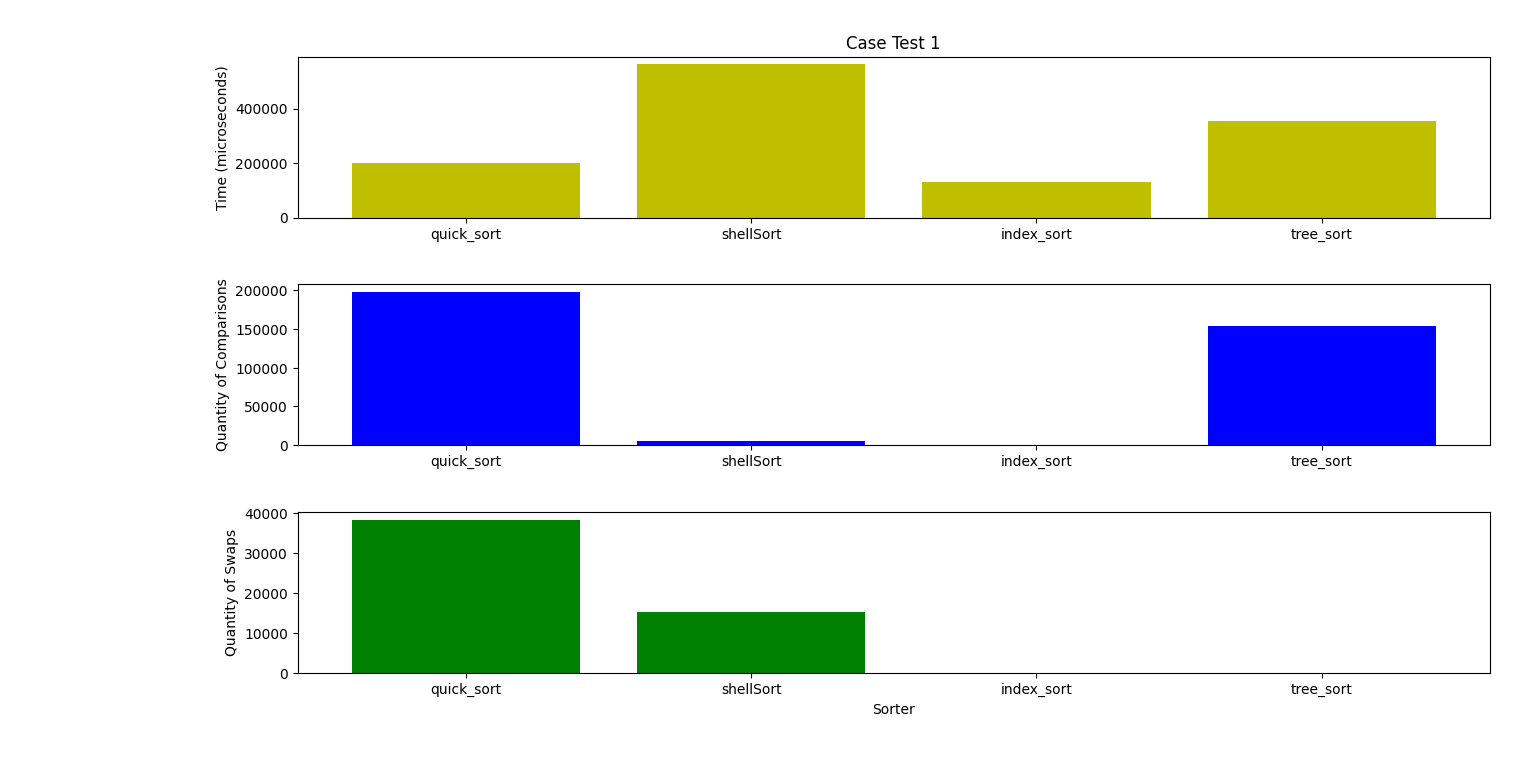 Case Test 1
Time (microseconds)
400000
200000
0
quick_sort shellSort index_sort tree_sort
Quantity of Comparisons
200000
150000
100000
50000
0
quick_sort shellSort index_sort tree_sort
Quantity of Swaps
40000
30000
20000
10000
0
quick_sort shellSort index_sort tree_sort
Sorter